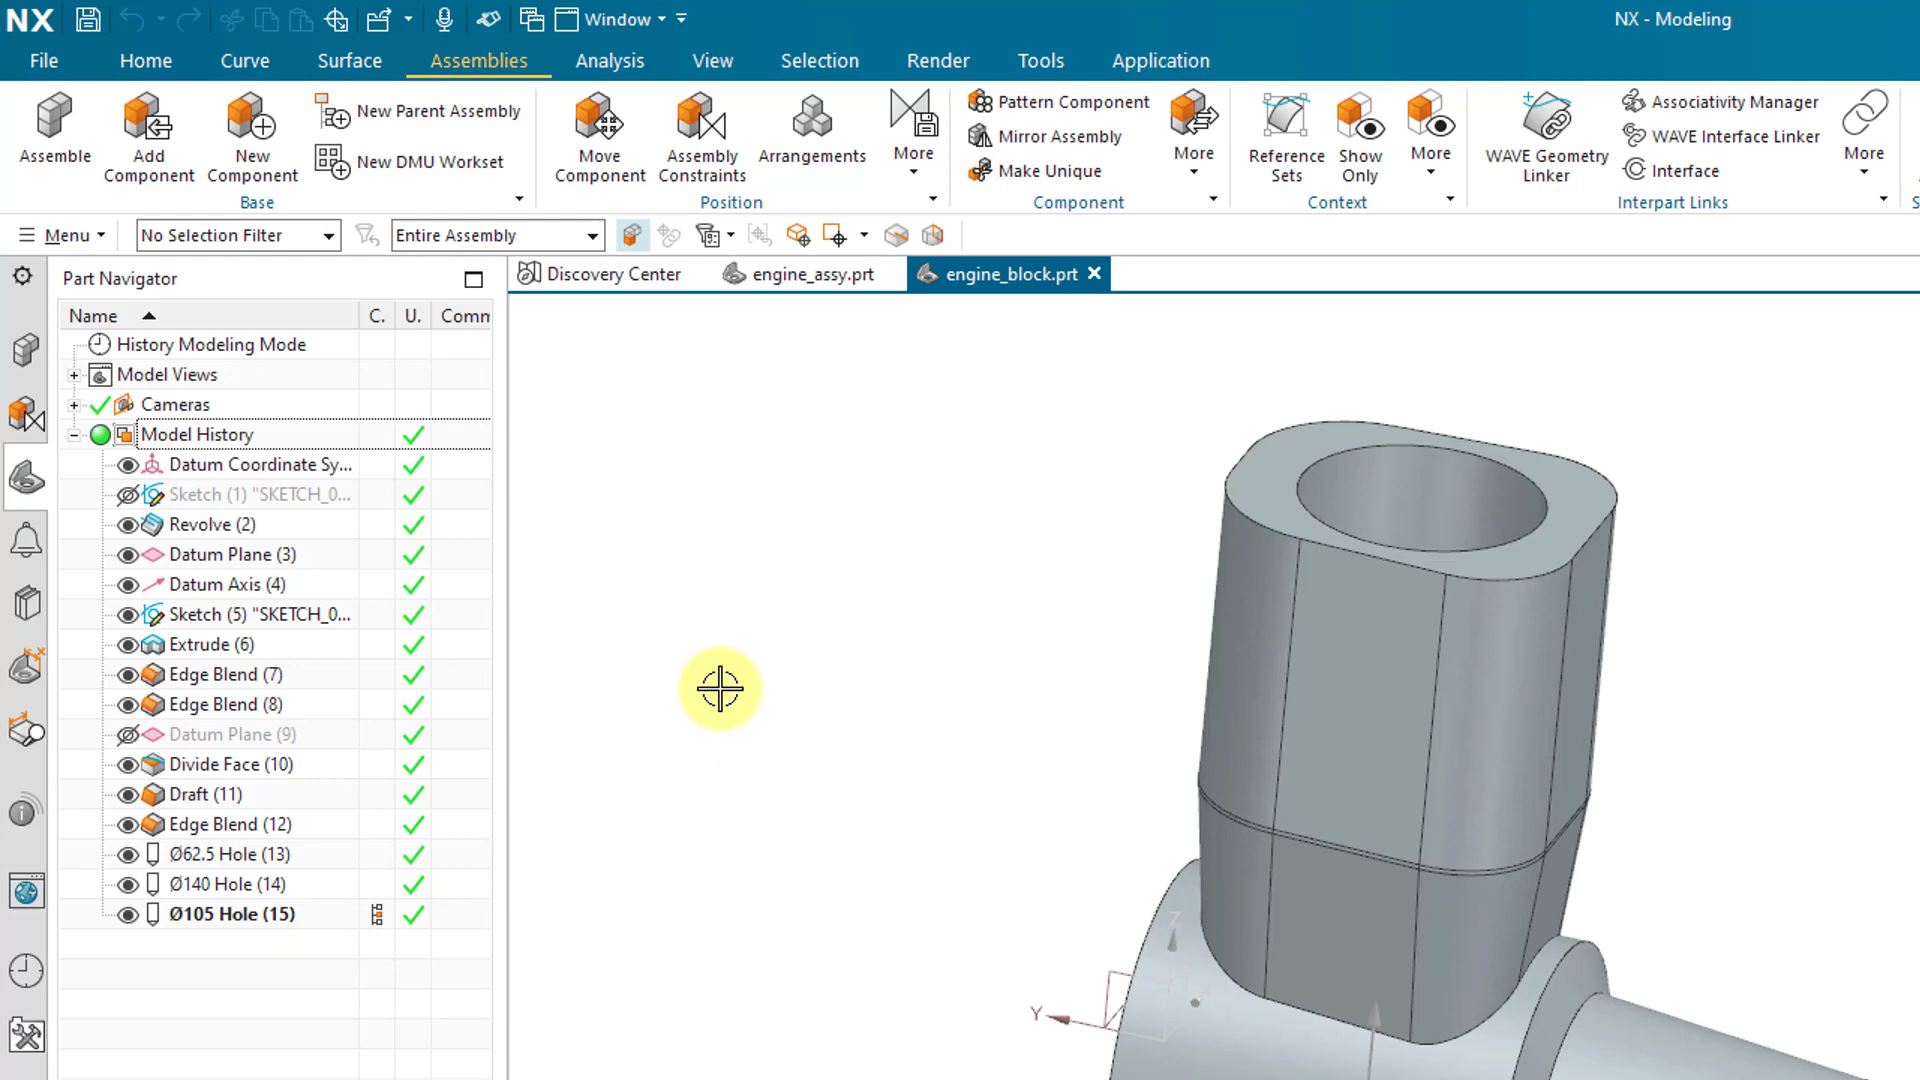 NX
Window
NX - Modeling
File Home Curve Surface Assemblies Analysis View Selection Render Tools Application
Assemble
Add Component
New Component
New Parent Assembly
New DMU Workset
Base
Move Component
Assembly Constraints
Arrangements
More
Position
Pattern Component
Mirror Assembly
Make Unique
More
Component
Reference Sets
Show Only
More
Context
WAVE Geometry Linker
Associativity Manager
WAVE Interface Linker
Interface
More
Interpart Links
Menu
No Selection Filter
Entire Assembly
Part Navigator
Discovery Center
engine_assy.prt
engine_block.prt
Name C. U. Comm
History Modeling Mode
Model Views
Cameras
Model History
Datum Coordinate Sy...
Sketch (1) "SKETCH_0...
Revolve (2)
Datum Plane (3)
Datum Axis (4)
Sketch (5) "SKETCH_0...
Extrude (6)
Edge Blend (7)
Edge Blend (8)
Datum Plane (9)
Divide Face (10)
Draft (11)
Edge Blend (12)
Ø62.5 Hole (13)
Ø140 Hole (14)
Ø105 Hole (15)
Z
Y